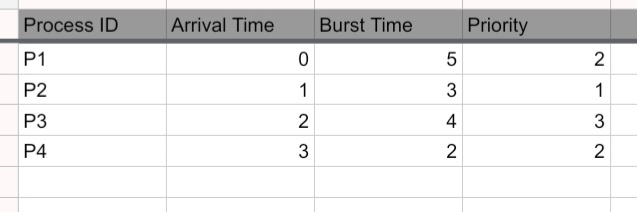 Process ID Arrival Time Burst Time Priority
P1 0 5 2
P2 1 3 1
P3 2 4 3
P4 3 2 2